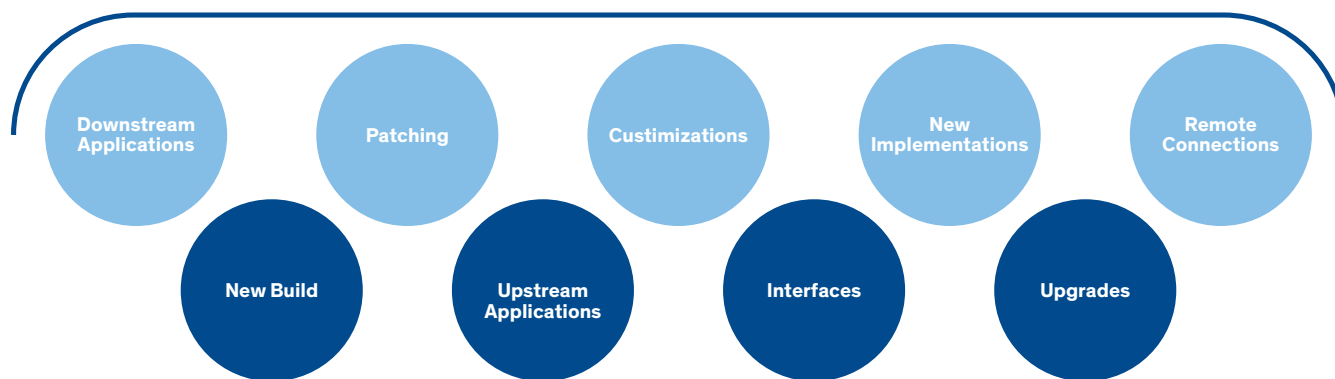 Downstream
Applications
Patching
Custimizations
New
Implementations
Remote
Connections
New Build
Upstream
Applications
Interfaces
Upgrades